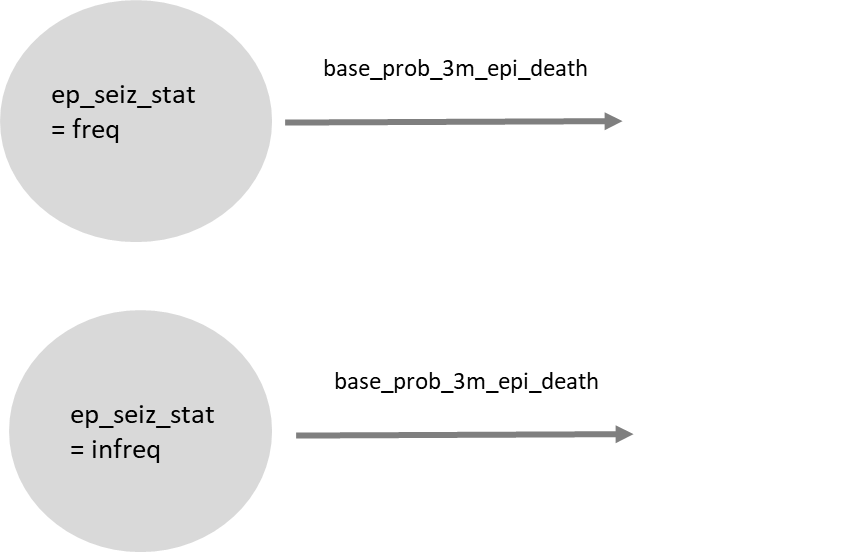 ep_seiz_stat
= freq
base_prob_3m_epi_death
ep_seiz_stat
= infreq
base_prob_3m_epi_death